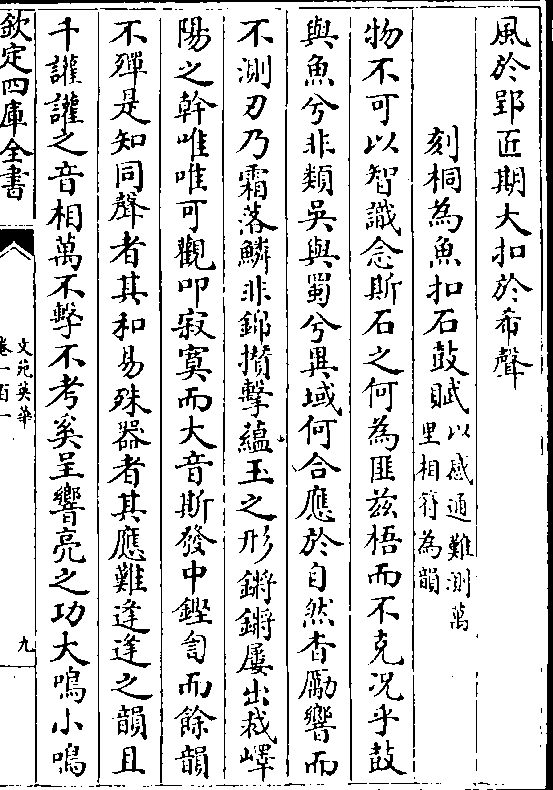 風於郢匠期大扣於希聲
刻桐為魚扣石鼓賦以感通難測萬
里相符為韻
物不可以智識念斯石之何為匪兹梧而不克况乎鼓
與魚兮非類吳與蜀兮異域何合應於自然杳勵響而
不測刃乃霜落鱗非錦攅擊藴玉之形鏘鏘屢出裁嶧
陽之幹唯唯可觀叩寂寞而大音斯發中鏗訇而餘韻
不殫是知同聲者其和易殊器者其應難逢逢之韻且
千讙讙之音相萬不擊不考奚呈響亮之功大鳴小鳴
欽定四庫全書
文苑英華
卷一百一
九